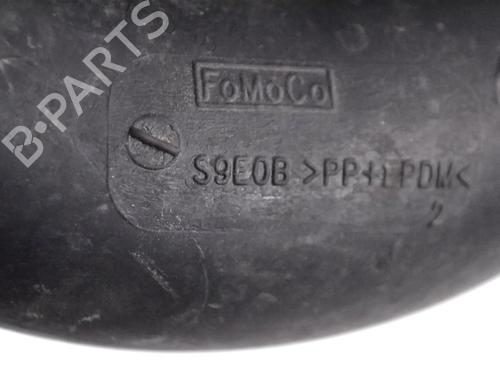 B-PARTS
FoMoCo
S9E0B >PP+EPDM<
2